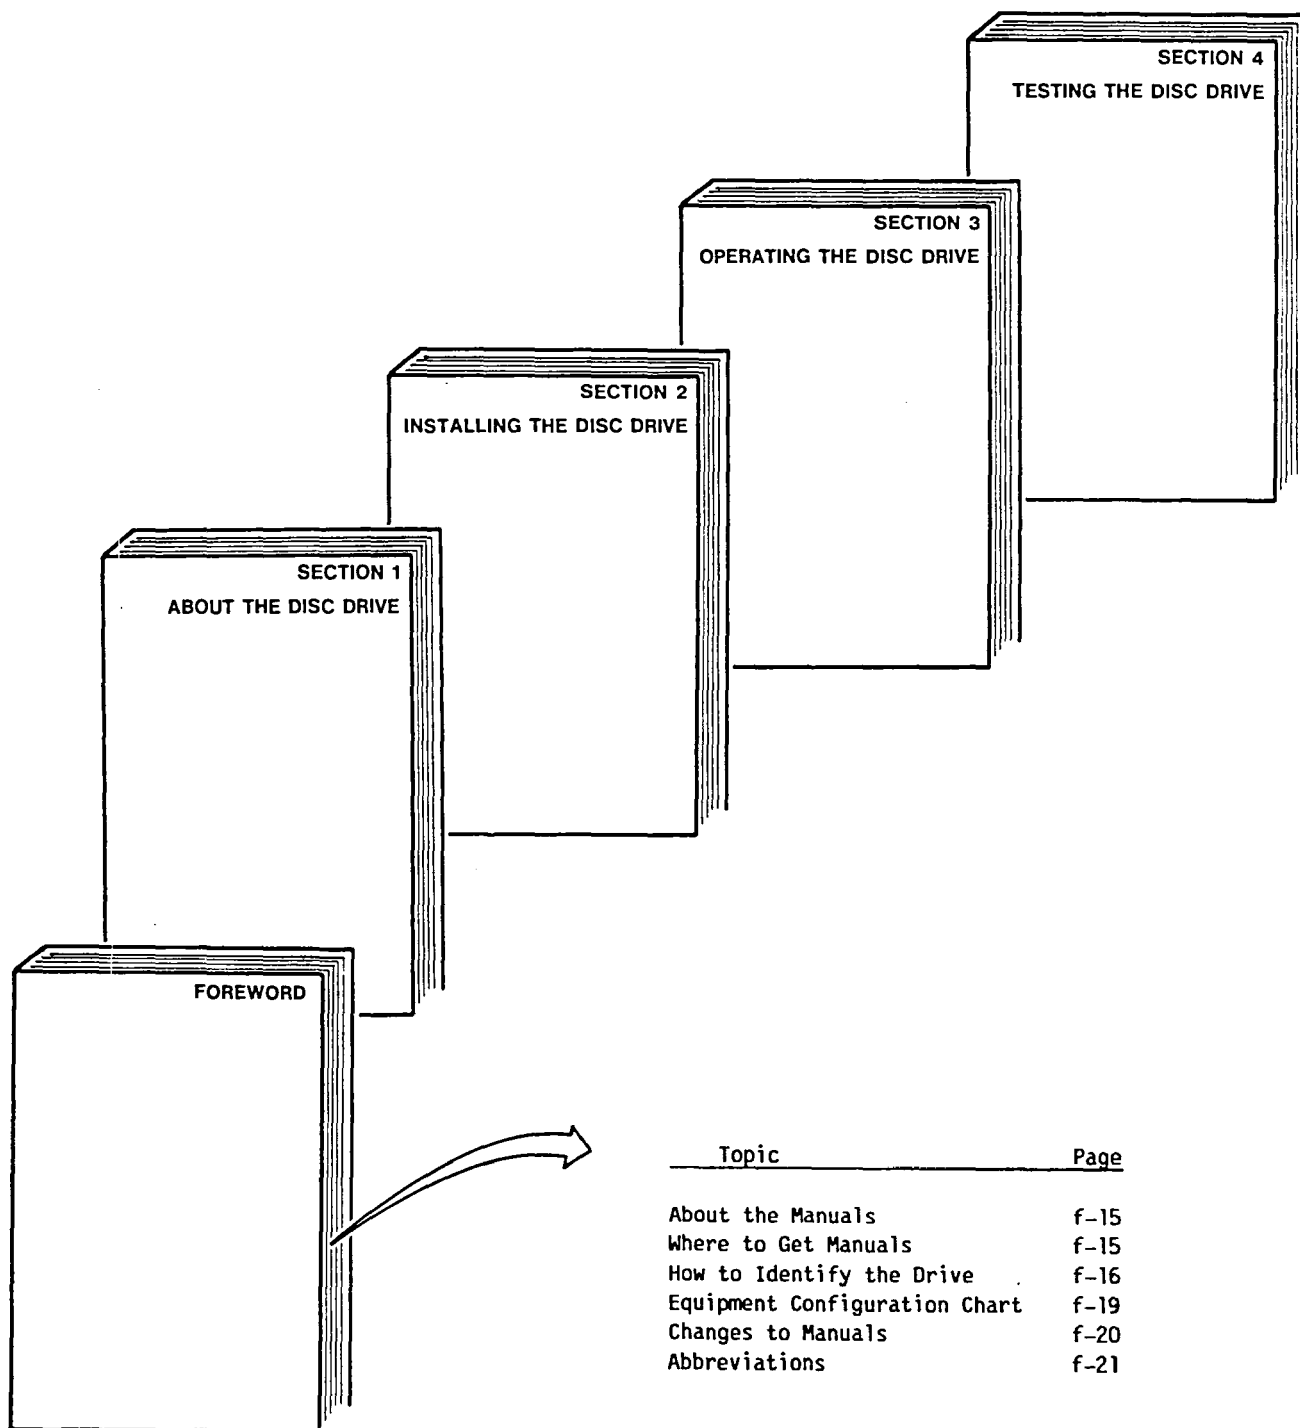 SECTION 4
TESTING THE DISC DRIVE
SECTION 3
OPERATING THE DISC DRIVE
SECTION 2
INSTALLING THE DISC DRIVE
SECTION 1
ABOUT THE DISC DRIVE
FOREWORD
Topic Page
About the Manuals f-15
Where to Get Manuals f-15
How to Identify the Drive f-16
Equipment Configuration Chart f-19
Changes to Manuals f-20
Abbreviations f-21